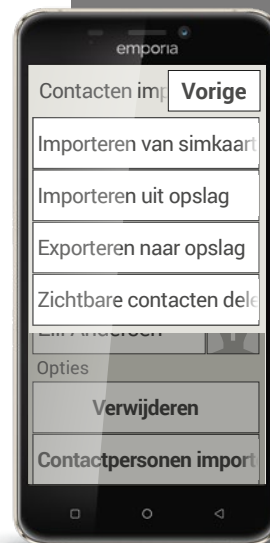 emporia
Contacten imp
Vorige
Importeren van simkaart
Importeren uit opslag
Exporteren naar opslag
Zichtbare contacten dele
Opties
Verwijderen
Contactpersonen import